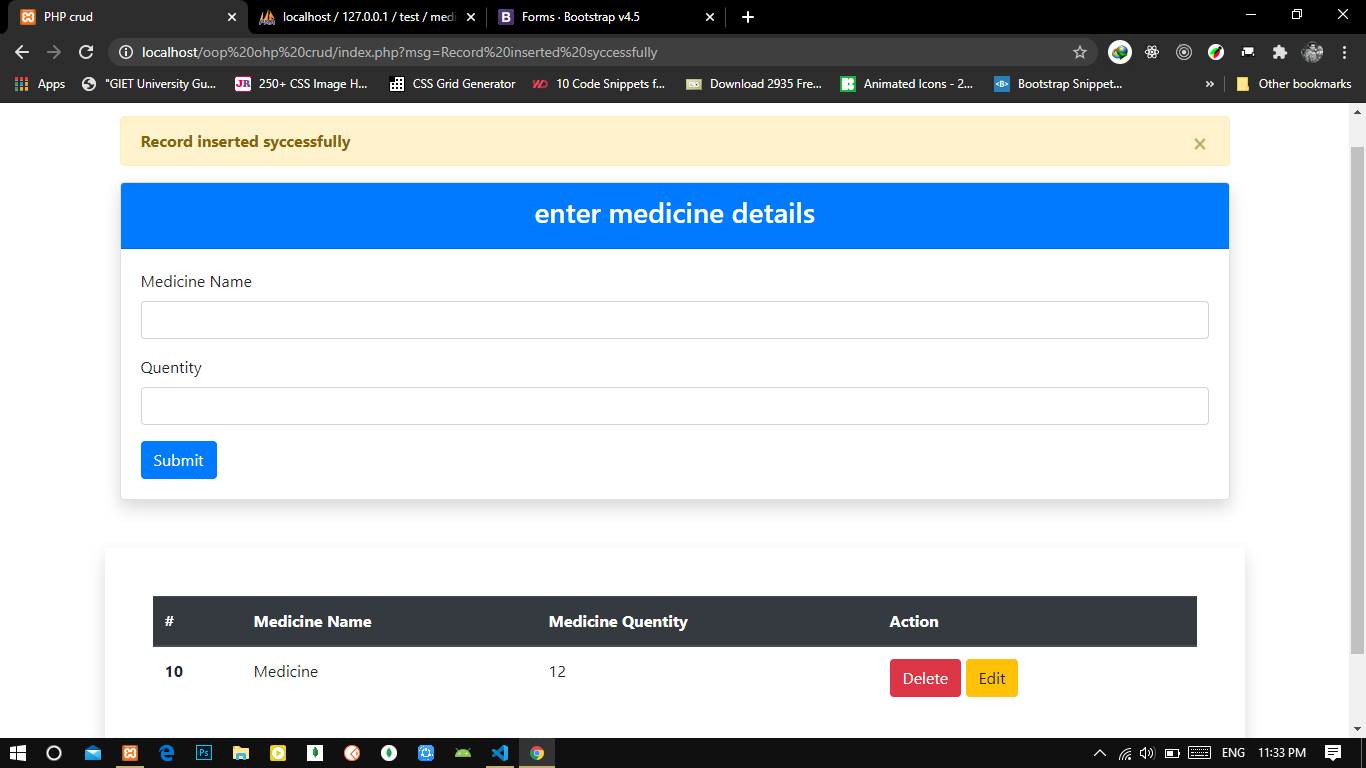 PHP crud
localhost / 127.0.0.1 / test / medi
Forms · Bootstrap v4.5
localhost/oop%20ohp%20crud/index.php?msg=Record%20inserted%20syccessfully
Apps
"GIET University Gu...
JR
250+ CSS Image H...
CSS Grid Generator
WD
10 Code Snippets f...
Download 2935 Fre...
Animated Icons - 2...
<B>
Bootstrap Snippet...
»
Other bookmarks
Record inserted syccessfully
×
enter medicine details
Medicine Name
Quentity
Submit
# Medicine Name Medicine Quentity Action
10 Medicine 12 Delete Edit
Ps
ENG
11:33 PM